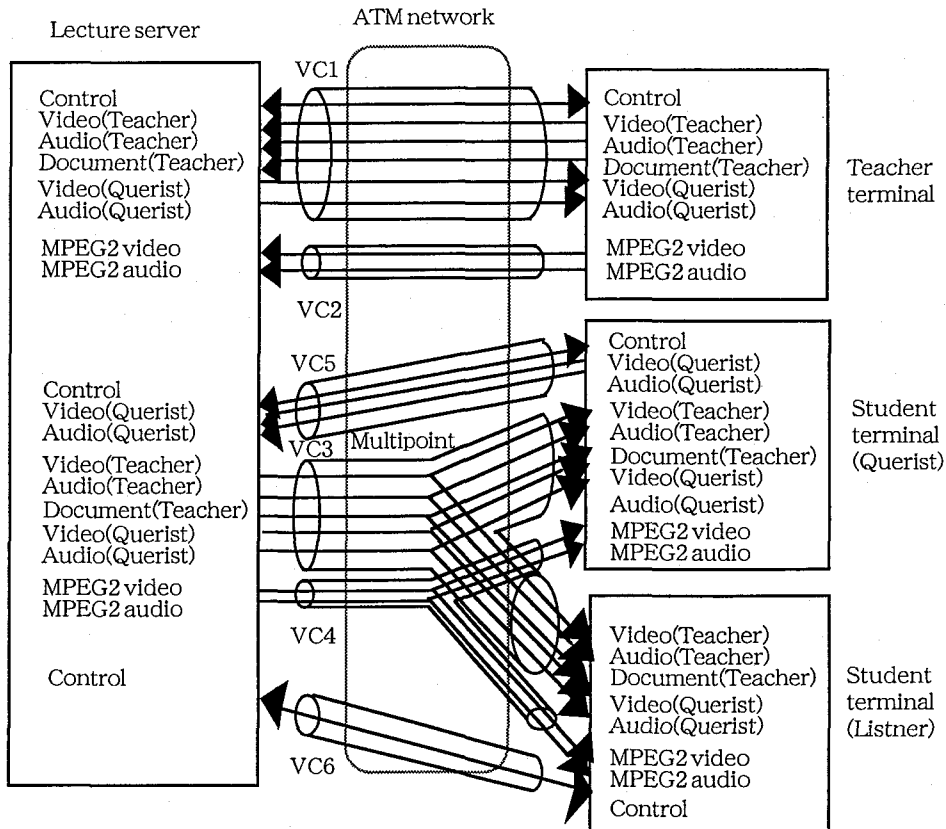 ATM network
Lecture server
VC1
Control
Video(Teacher)
Audio(Teacher)
Document(Teacher)
Video(Querist)
Audio(Querist)
MPEG2 video
MPEG2 audio
Control
Video(Teacher)
Audio(Teacher)
Document(Teacher)
Video(Querist)
Audio(Querist)
MPEG2 video
MPEG2 audio
Teacher
terminal
VC2
VC5
Control
Video(Querist)
Audio(Querist)
Control
Video(Querist)
Audio(Querist)
Video(Teacher)
Audio(Teacher)
Document(Teacher)
Video(Querist)
Audio(Querist)
MPEG2 video
MPEG2 audio
Student
terminal
(Querist)
VC3
Multipoint
Video(Teacher)
Audio(Teacher)
Document(Teacher)
Video(Querist)
Audio(Querist)
MPEG2 video
MPEG2 audio
VC4
Control
VC6
Video(Teacher)
Audio(Teacher)
Document(Teacher)
Video(Querist)
Audio(Querist)
MPEG2 video
MPEG2 audio
Control
Student
terminal
(Listner)